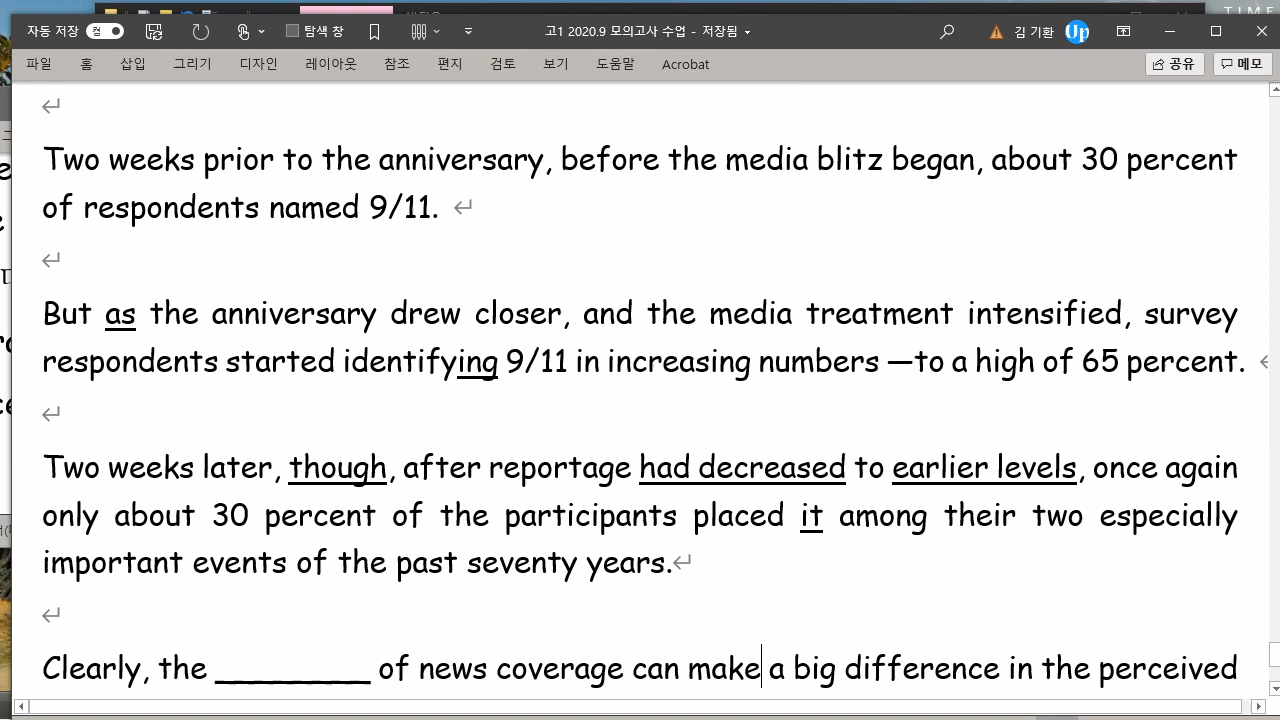 TIME
자동 저장 컴 탐색 창 고1 2020.9 모의고사 수업 - 저장됨 김 기환 Up
파일 홈 삽입 그리기 디자인 레이아웃 참조 편지 검토 보기 도움말 Acrobat 공유 메모
Two weeks prior to the anniversary, before the media blitz began, about 30 percent
of respondents named 9/11.
But as the anniversary drew closer, and the media treatment intensified, survey
respondents started identifying 9/11 in increasing numbers —to a high of 65 percent.
Two weeks later, though, after reportage had decreased to earlier levels, once again
only about 30 percent of the participants placed it among their two especially
important events of the past seventy years.
Clearly, the ________ of news coverage can make a big difference in the perceived